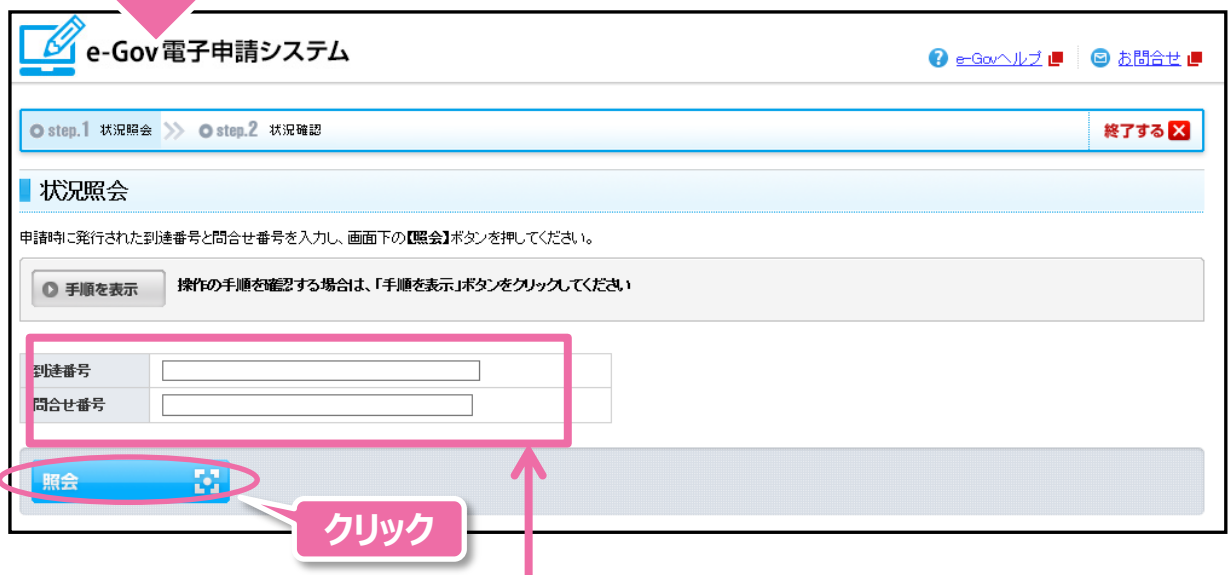 e-Gov電子申請システム
e-Govヘルプ お問合せ
step.1 状況照会 step.2 状況確認 終了する
状況照会
申請時に発行された到達番号と問合せ番号を入力し、画面下の【照会】ボタンを押してください。
手順を表示 操作の手順を確認する場合は、「手順を表示」ボタンをクリックしてください
到達番号
問合せ番号
照会
クリック